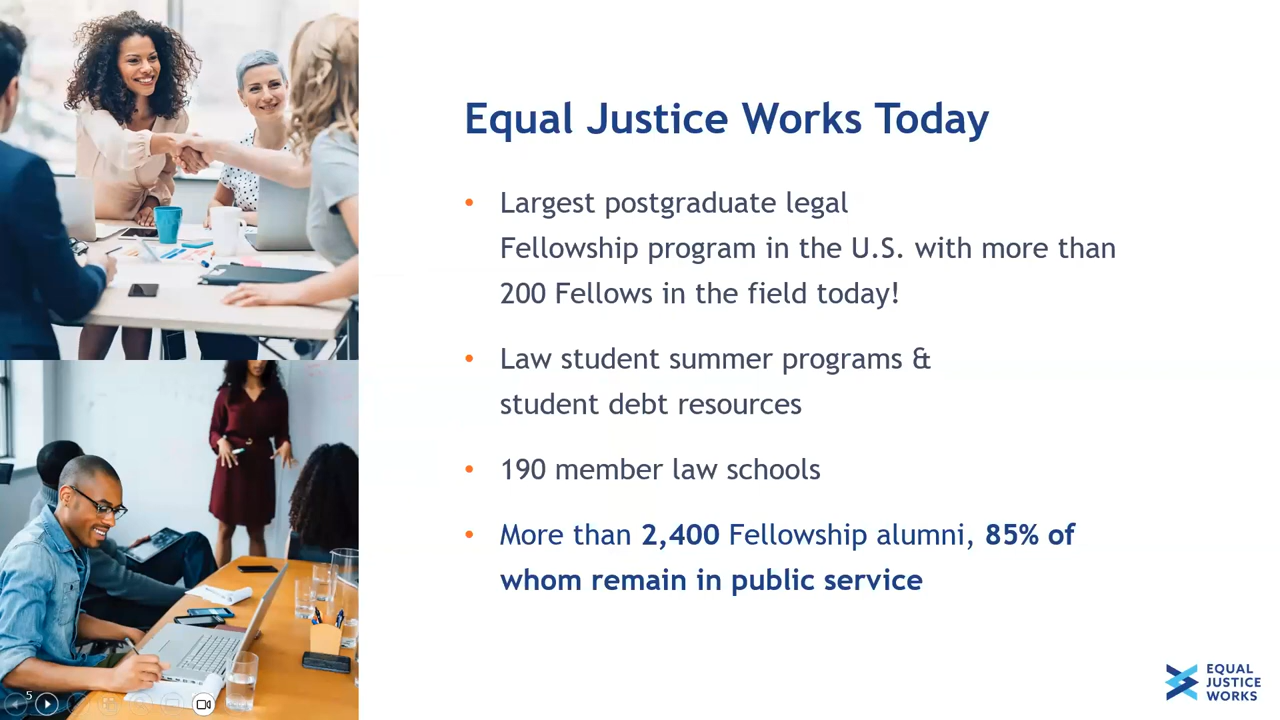 Equal Justice Works Today
• Largest postgraduate legal
Fellowship program in the U.S. with more than
200 Fellows in the field today!
• Law student summer programs &
student debt resources
• 190 member law schools
• More than 2,400 Fellowship alumni, 85% of
whom remain in public service
5
EQUAL
JUSTICE
WORKS